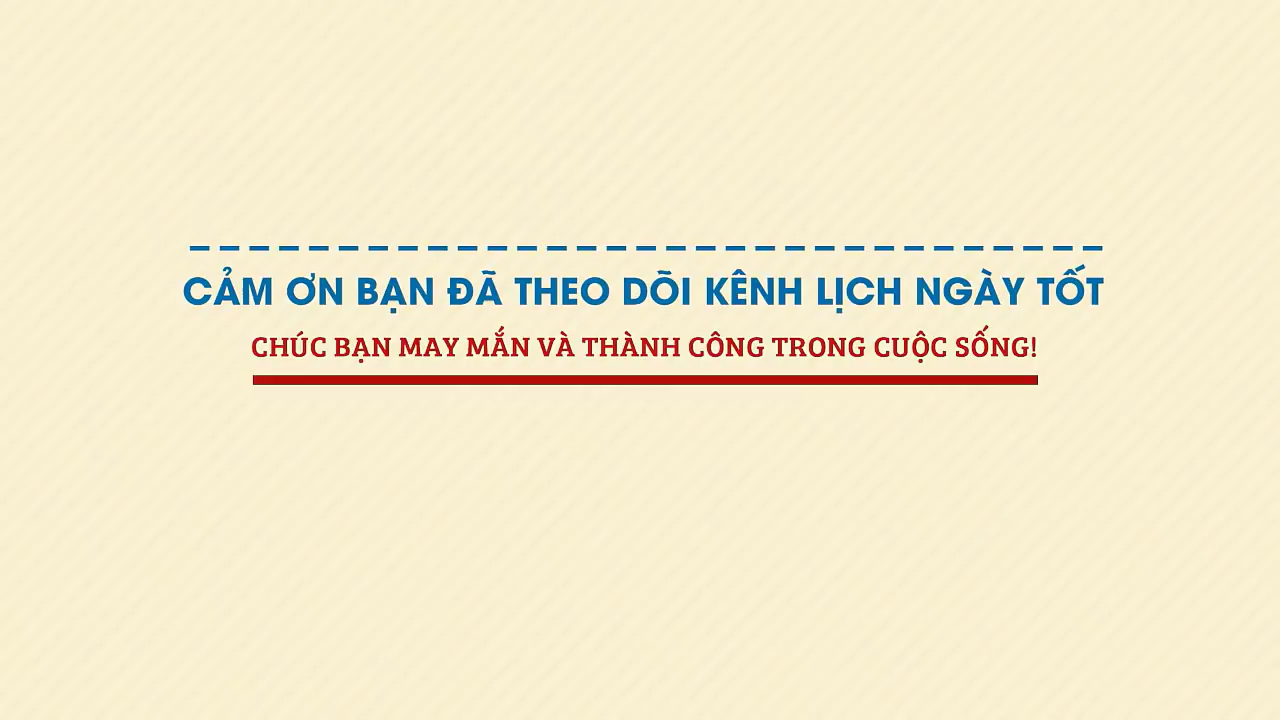 CẢM ƠN BẠN ĐÃ THEO DÕI KÊNH LỊCH NGÀY TỐT
CHÚC BẠN MAY MẮN VÀ THÀNH CÔNG TRONG CUỘC SỐNG!